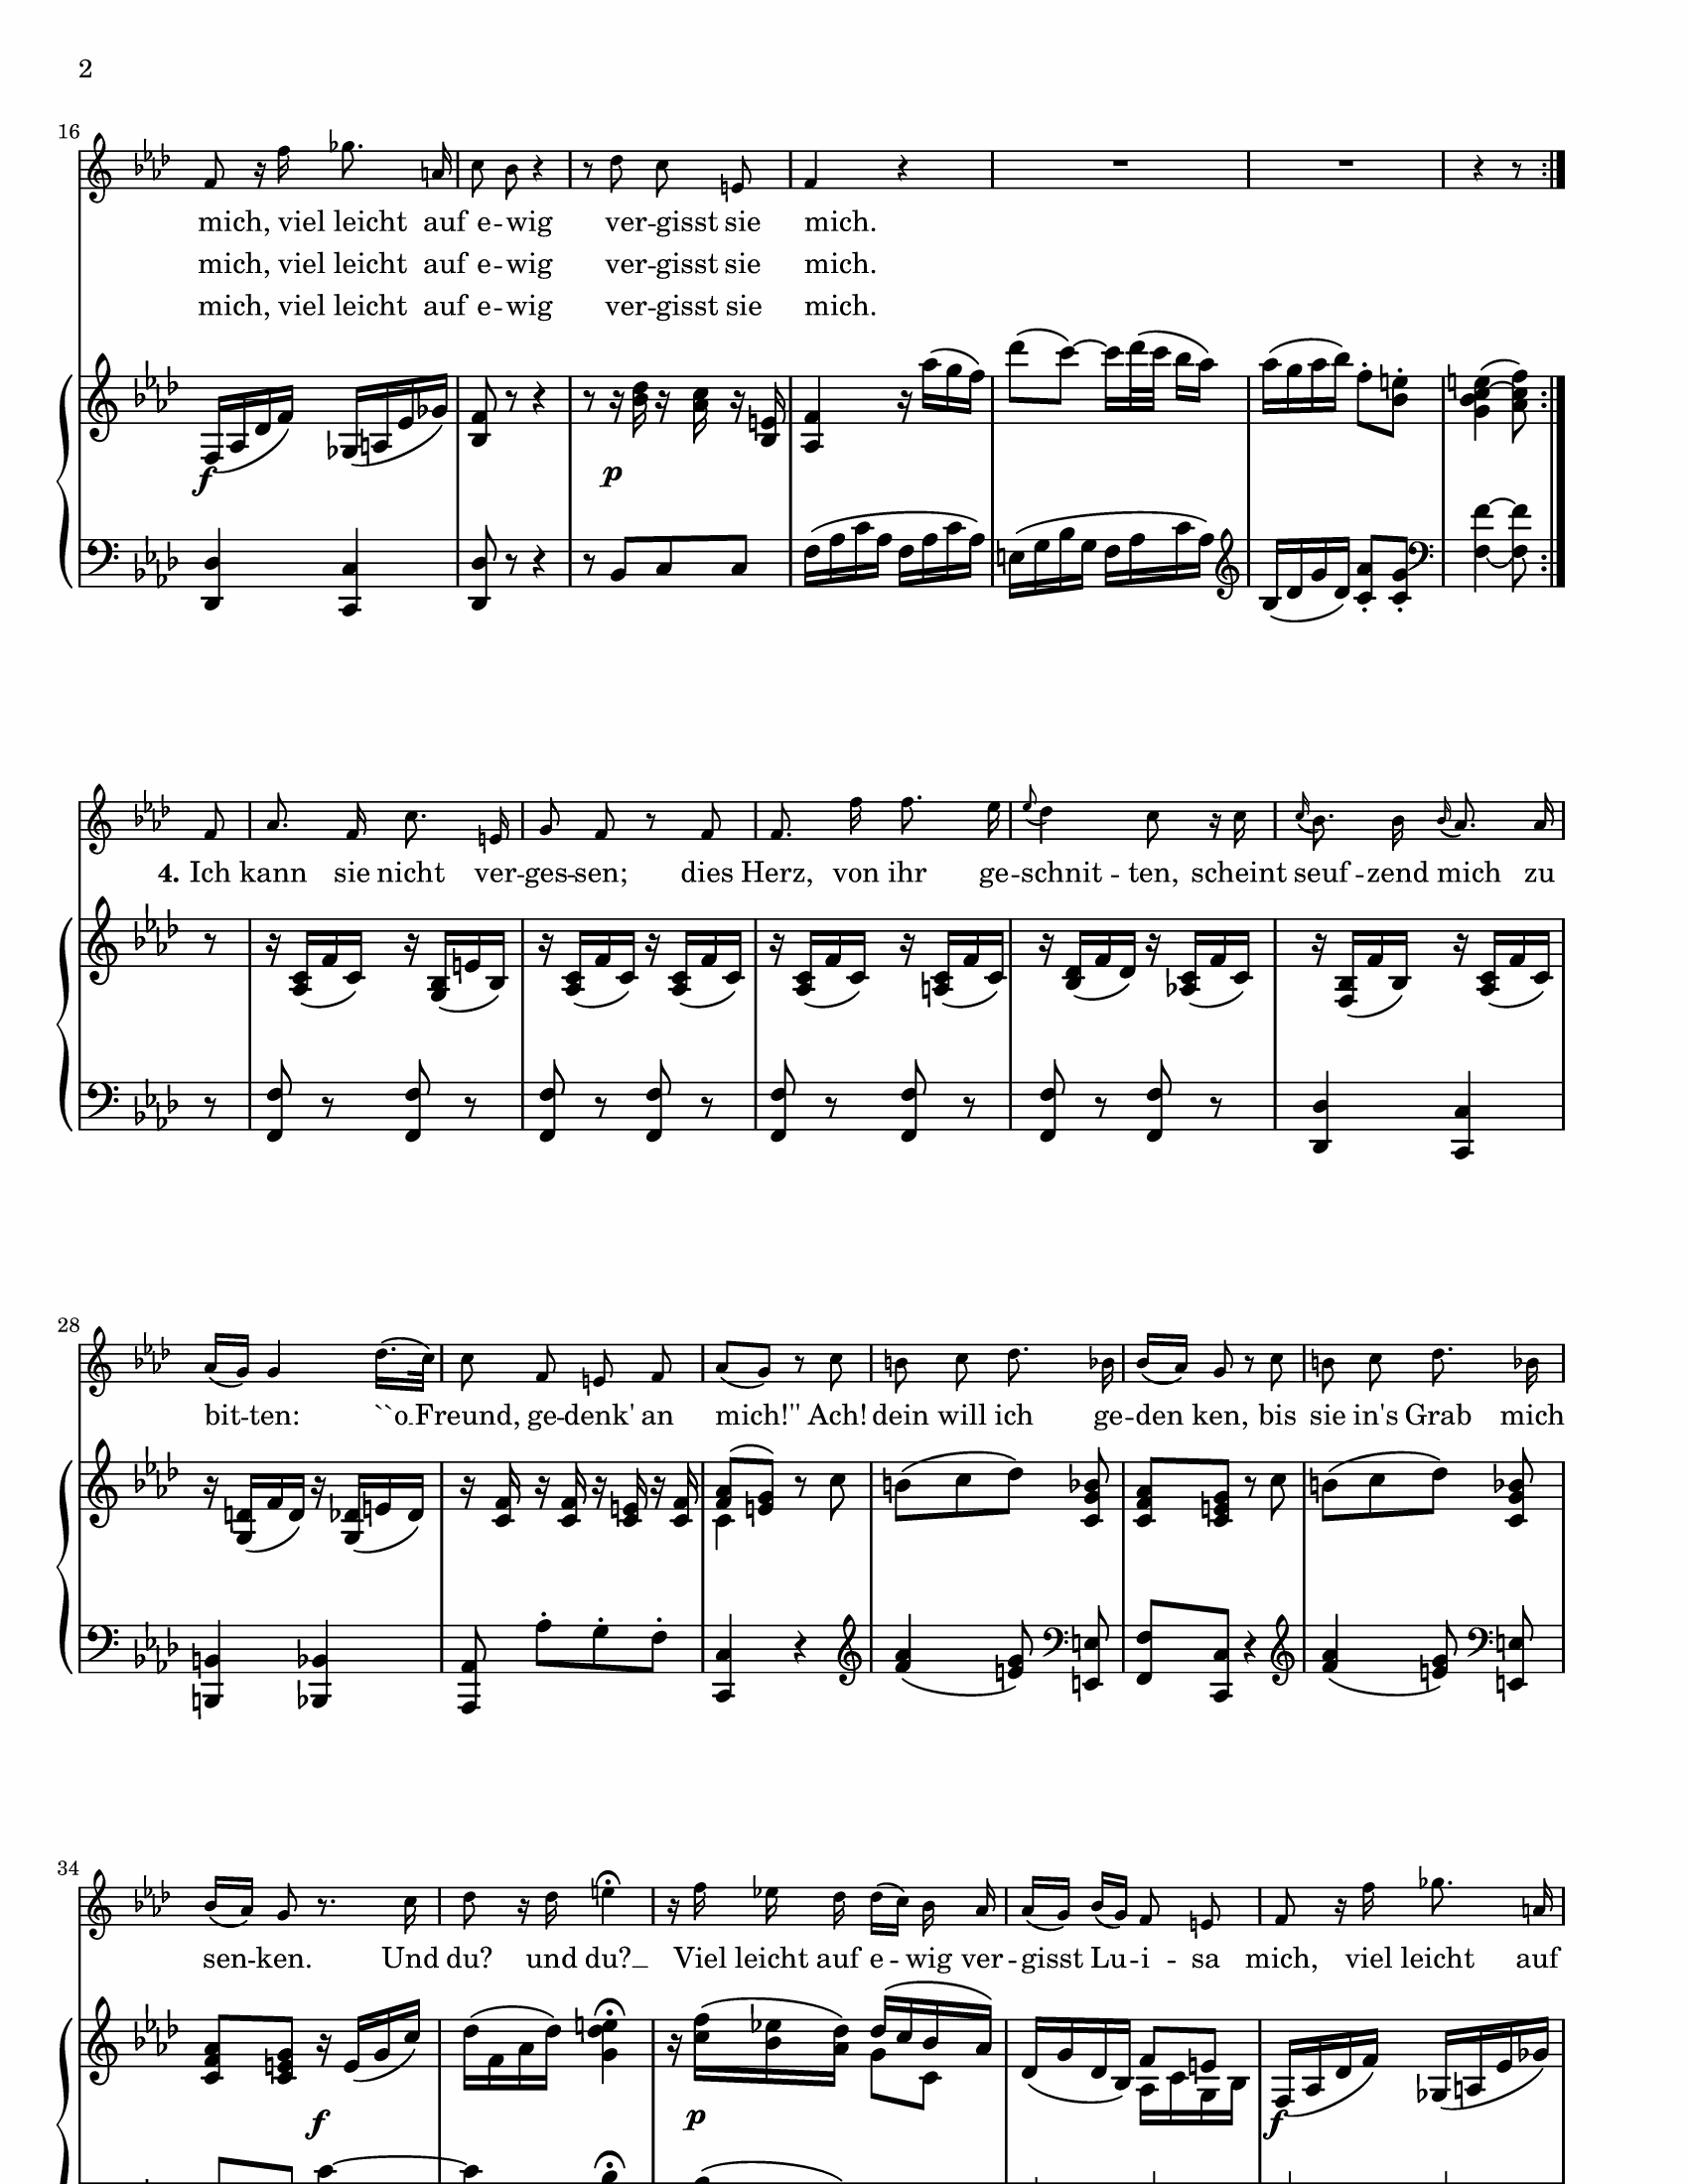 2
16
mich, viel leicht auf e - wig ver - gisst sie mich.
mich, viel leicht auf e - wig ver - gisst sie mich.
mich, viel leicht auf e - wig ver - gisst sie mich.
f p
4. Ich kann sie nicht ver - ges - sen; dies Herz, von ihr ge - schnit - ten, scheint seuf - zend mich zu
28
bit - ten: ``o Freund, ge - denk' an mich!'' Ach! dein will ich ge - den ken, bis sie in's Grab mich
34
sen - ken. Und du? und du? __ Viel leicht auf e - wig ver - gisst Lu - i - sa mich, viel leicht auf
f p f